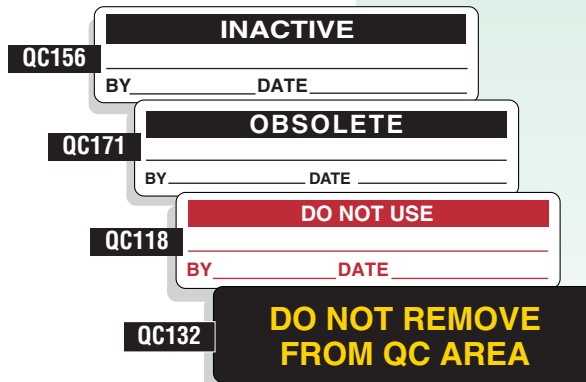 INACTIVE
QC156
BY DATE
OBSOLETE
QC171
BY DATE
DO NOT USE
QC118
BY DATE
DO NOT REMOVE
QC132
FROM QC AREA